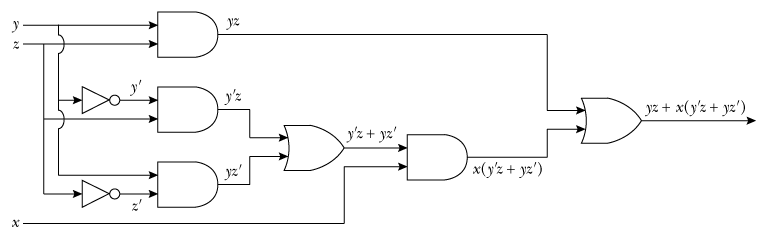 y
yz
z
y′
y′z
yz + x(y′z + yz′)
y′z + yz′
yz′
x(y′z + yz′)
z′
x